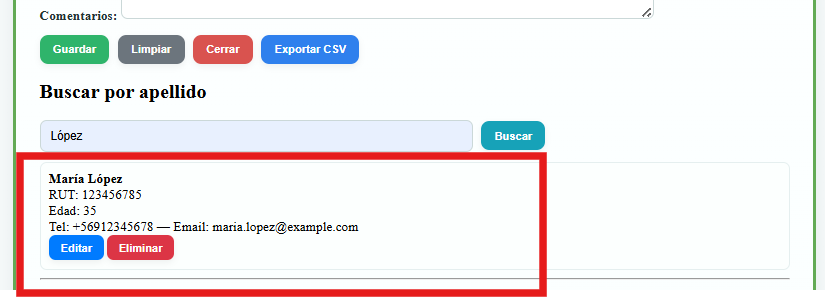 Comentarios:
Guardar Limpiar Cerrar Exportar CSV
Buscar por apellido
López Buscar
María López
RUT: 123456785
Edad: 35
Tel: +56912345678 — Email: maria.lopez@example.com
Editar Eliminar